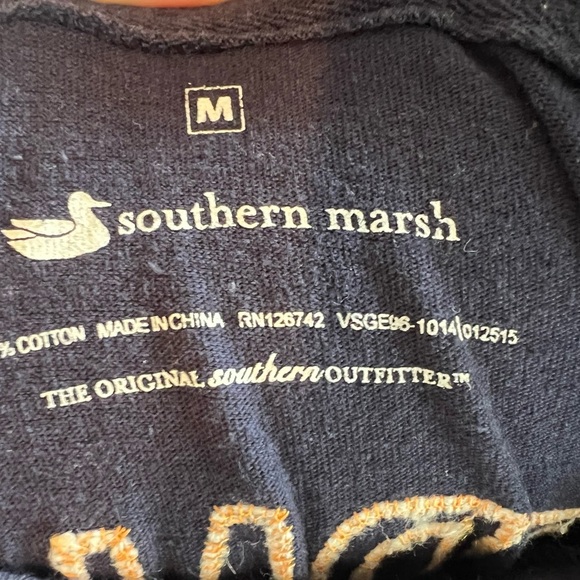 M
southern marsh
% COTTON MADE IN CHINA RN126742 VSGE96-1014\012515
THE ORIGINAL southern OUTFITTER™